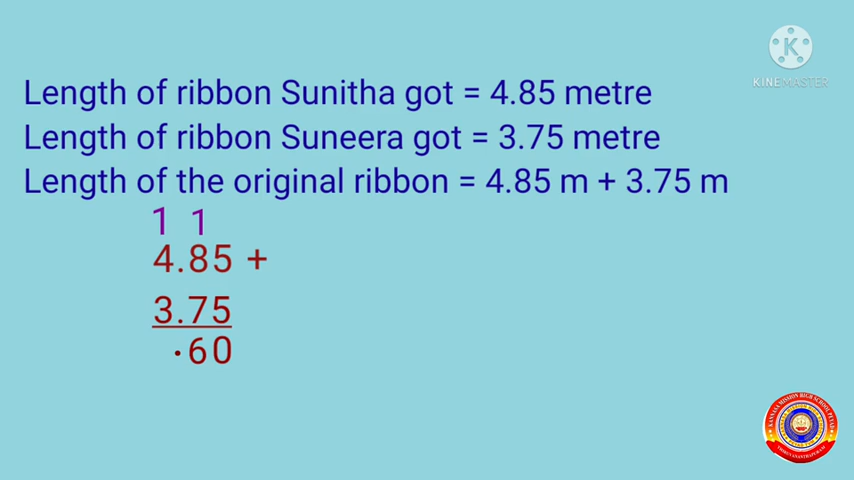 KINEMASTER
Length of ribbon Sunitha got = 4.85 metre
Length of ribbon Suneera got = 3.75 metre
Length of the original ribbon = 4.85 m + 3.75 m
1 1
4.85 +
3.75
.60